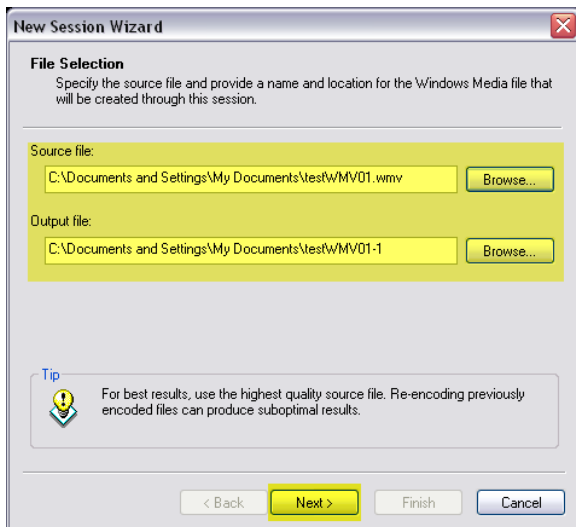 New Session Wizard
File Selection
Specify the source file and provide a name and location for the Windows Media file that
will be created through this session.
Source file:
C:\Documents and Settings\My Documents\testWMV01.wmv
Browse...
Output file:
C:\Documents and Settings\My Documents\testWMV01-1
Browse...
Tip
For best results, use the highest quality source file. Re-encoding previously
encoded files can produce suboptimal results.
< Back
Next >
Finish
Cancel